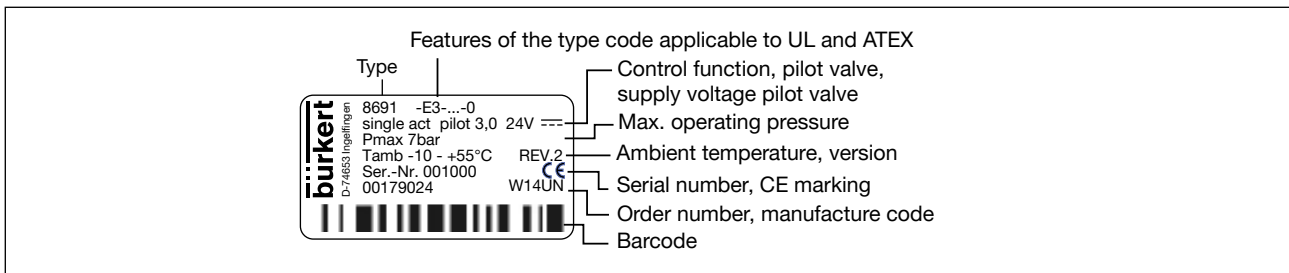 Features of the type code applicable to UL and ATEX
Type
Control function, pilot valve,
supply voltage pilot valve
Max. operating pressure
Ambient temperature, version
Serial number, CE marking
Order number, manufacture code
Barcode
bürkert
D-74653 Ingelfingen
8691 -E3-...-0
single act pilot 3,0 24V
Pmax 7bar
Tamb -10 - +55°C REV.2
Ser.-Nr. 001000 CE
00179024 W14UN